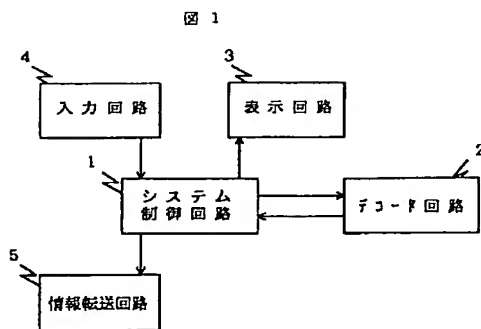 図 1
4
入力回路
3
表示回路
1
システム
制御回路
2
デコード回路
5
情報転送回路